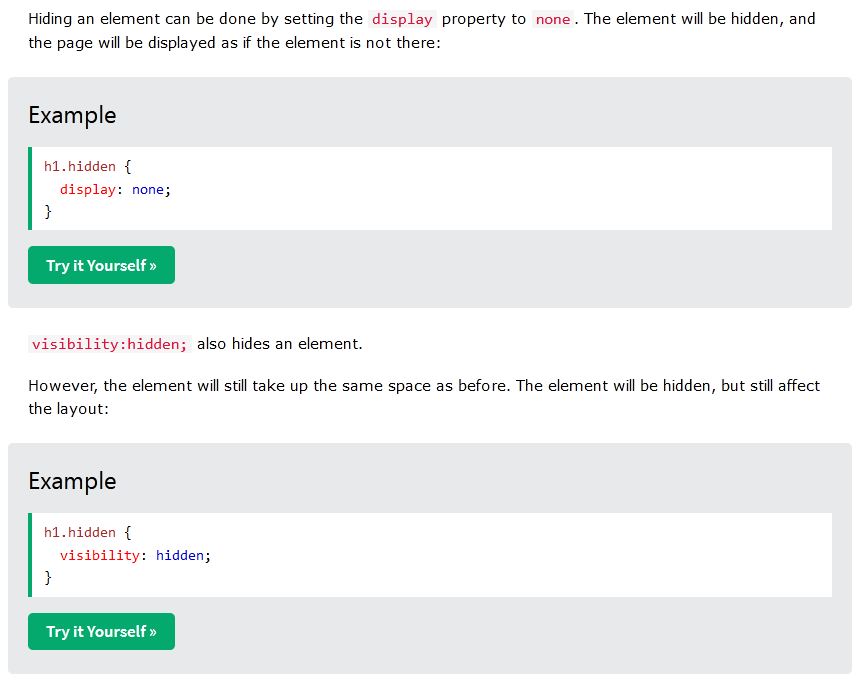 Hiding an element can be done by setting the display property to none. The element will be hidden, and
the page will be displayed as if the element is not there:
Example
h1.hidden {
  display: none;
}
Try it Yourself »
visibility:hidden; also hides an element.
However, the element will still take up the same space as before. The element will be hidden, but still affect
the layout:
Example
h1.hidden {
  visibility: hidden;
}
Try it Yourself »